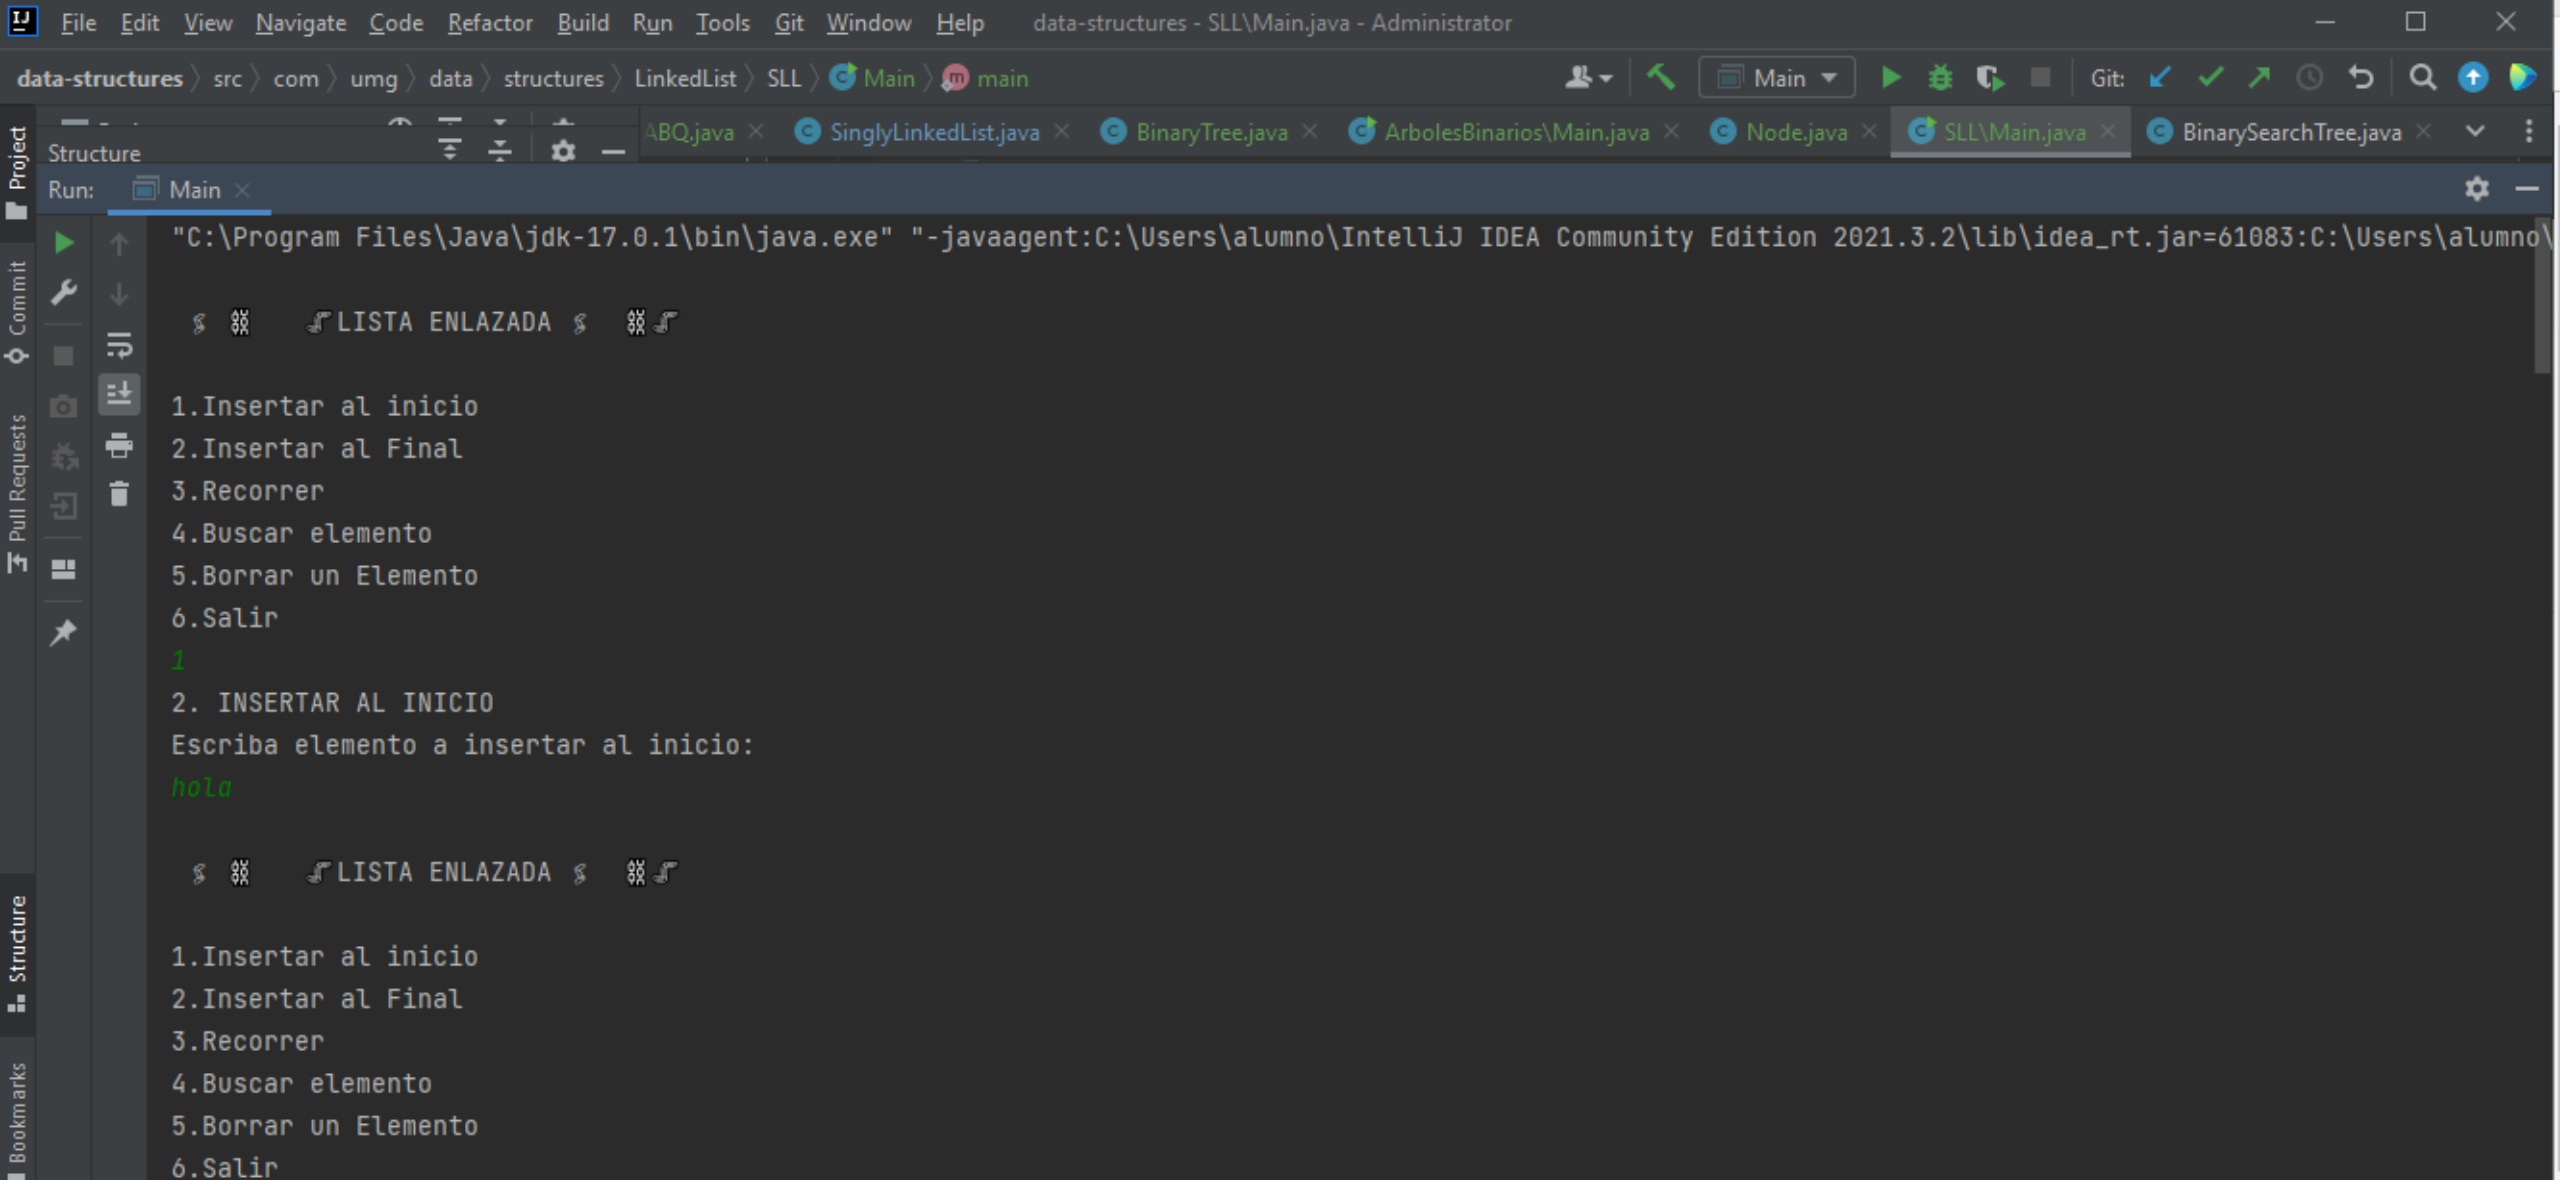 IJ File Edit View Navigate Code Refactor Build Run Tools Git Window Help data-structures - SLL\Main.java - Administrator
data-structures src com umg data structures LinkedList SLL Main m main Main Git:
ABQ.java SinglyLinkedList.java BinaryTree.java ArbolesBinarios\Main.java Node.java SLL\Main.java BinarySearchTree.java
Structure
Run: Main
"C:\Program Files\Java\jdk-17.0.1\bin\java.exe" "-javaagent:C:\Users\alumno\IntelliJ IDEA Community Edition 2021.3.2\lib\idea_rt.jar=61083:C:\Users\alumno\
LISTA ENLAZADA
1.Insertar al inicio
2.Insertar al Final
3.Recorrer
4.Buscar elemento
5.Borrar un Elemento
6.Salir
1
2. INSERTAR AL INICIO
Escriba elemento a insertar al inicio:
hola
LISTA ENLAZADA
1.Insertar al inicio
2.Insertar al Final
3.Recorrer
4.Buscar elemento
5.Borrar un Elemento
6.Salir
Project
Commit
Pull Requests
Structure
Bookmarks